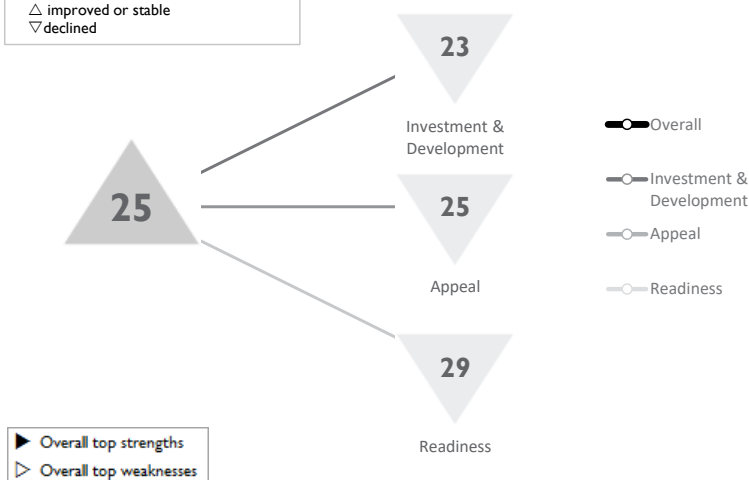 △ improved or stable
▽ declined
23
Investment &
Development
25
25
Appeal
29
Readiness
Overall
Investment &
Development
Appeal
Readiness
▶ Overall top strengths
▷ Overall top weaknesses